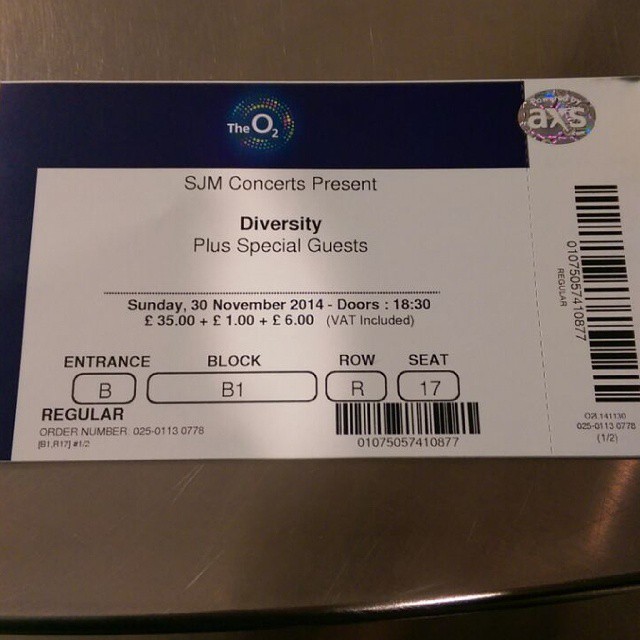 The O2
Powered by
axs
SJM Concerts Present
Diversity
Plus Special Guests
Sunday, 30 November 2014 - Doors : 18:30
£ 35.00 + £ 1.00 + £ 6.00 (VAT Included)
ENTRANCE BLOCK ROW SEAT
B B1 R 17
REGULAR
ORDER NUMBER: 025-0113 0778
[B1,R17] #1/2
01075057410877
01075057410877
REGULAR
O2L141130
025-0113 0778
(1/2)